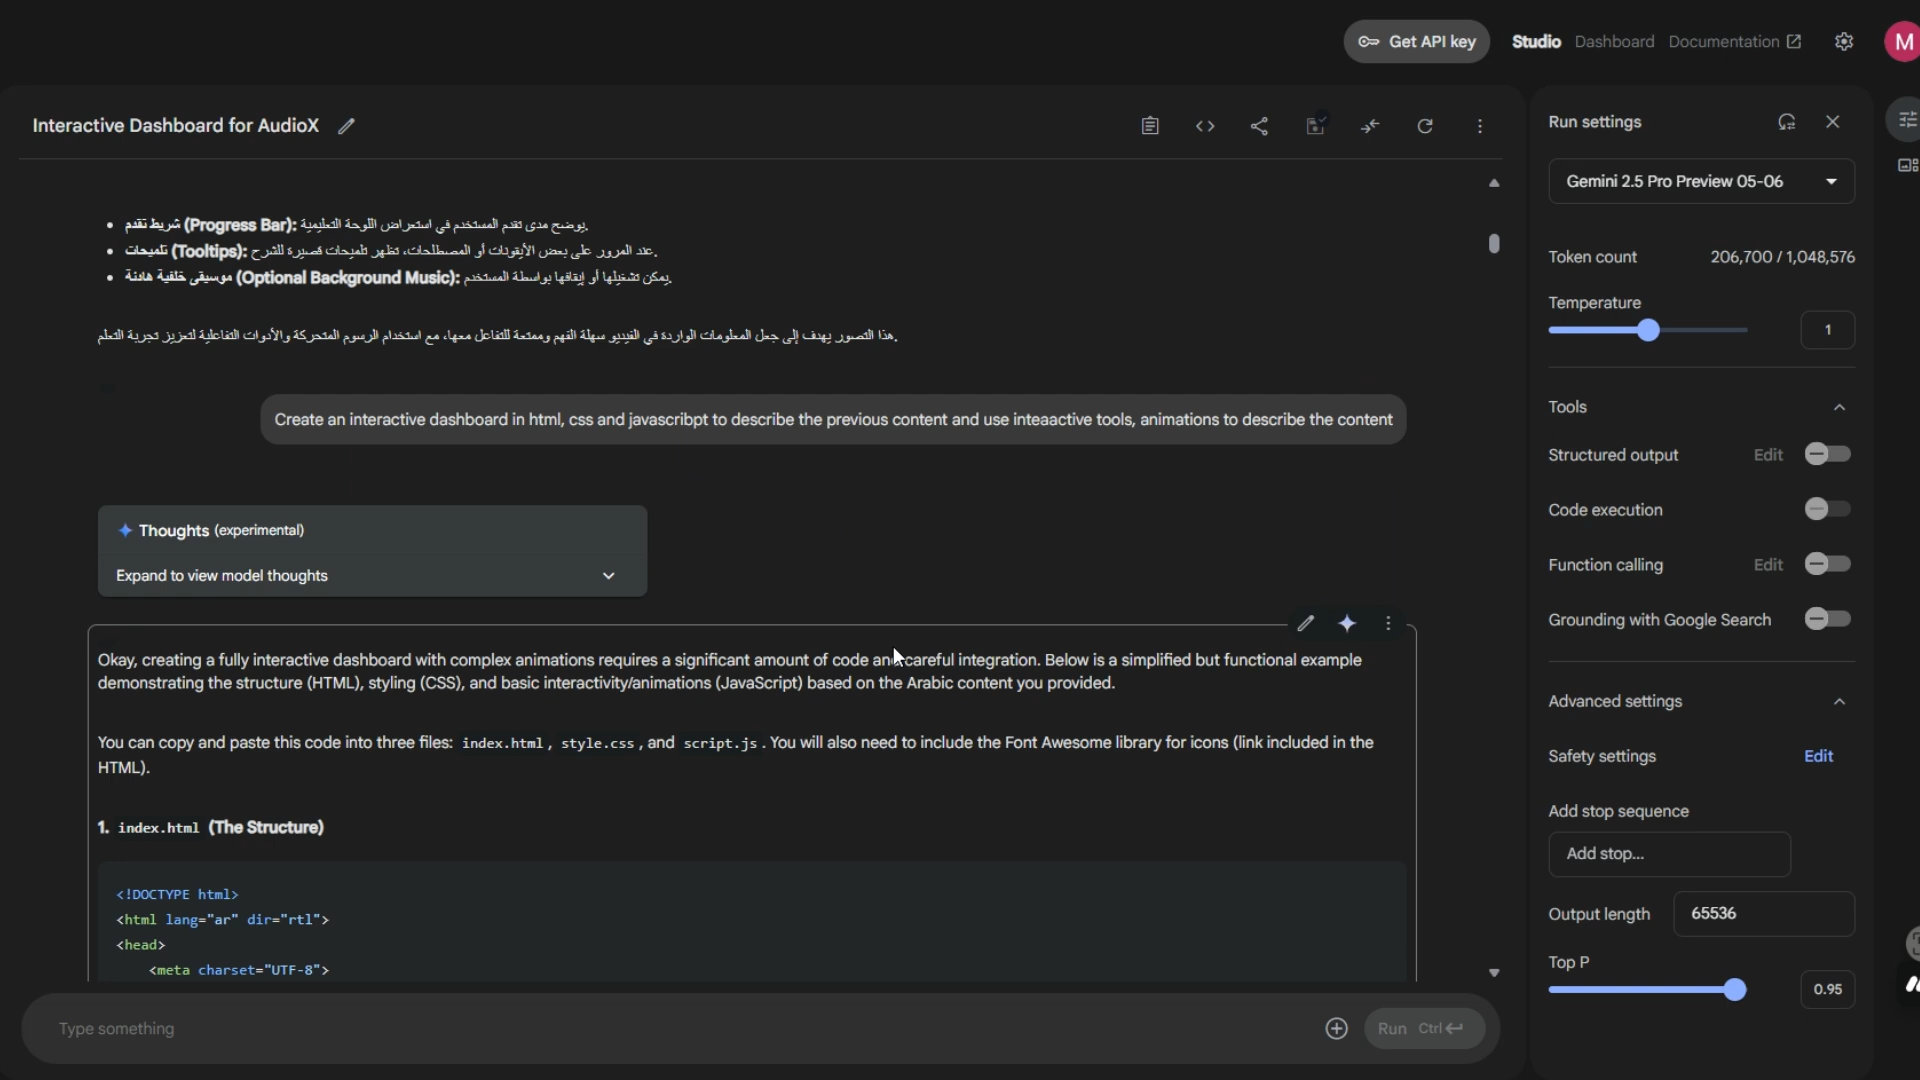 Get API key
Studio
Dashboard
Documentation
M
Interactive Dashboard for AudioX
شريط تقدم (Progress Bar): يوضح مدى تقدم المستخدم في استعراض اللوحة التعليمية.
تلميحات (Tooltips): عند المرور على بعض الأيقونات أو المصطلحات، تظهر تلميحات قصيرة للشرح.
موسيقى خلفية هادئة (Optional Background Music): يمكن تشغيلها أو إيقافها بواسطة المستخدم.
هذا التصور يهدف إلى جعل المعلومات الواردة في الفيديو سهلة الفهم وممتعة للتفاعل معها، مع استخدام الرسوم المتحركة والأدوات التفاعلية لتعزيز تجربة التعلم.
Create an interactive dashboard in html, css and javascribpt to describe the previous content and use inteaactive tools, animations to describe the content
Thoughts (experimental)
Expand to view model thoughts
Okay, creating a fully interactive dashboard with complex animations requires a significant amount of code and careful integration. Below is a simplified but functional example
demonstrating the structure (HTML), styling (CSS), and basic interactivity/animations (JavaScript) based on the Arabic content you provided.
You can copy and paste this code into three files: index.html, style.css, and script.js. You will also need to include the Font Awesome library for icons (link included in the
HTML).
1. index.html (The Structure)
<!DOCTYPE html>
<html lang="ar" dir="rtl">
<head>
<meta charset="UTF-8">
Type something
Run Ctrl
Run settings
Gemini 2.5 Pro Preview 05-06
Token count 206,700 / 1,048,576
Temperature
1
Tools
Structured output Edit
Code execution
Function calling Edit
Grounding with Google Search
Advanced settings
Safety settings Edit
Add stop sequence
Add stop...
Output length 65536
Top P
0.95